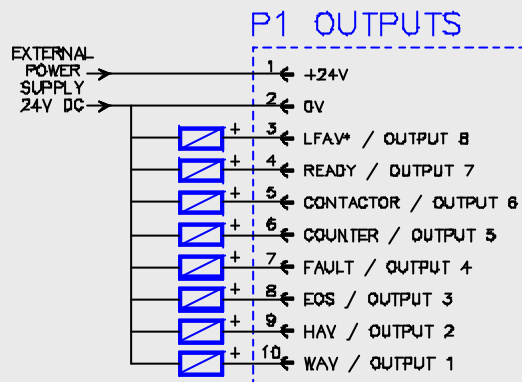 P1 OUTPUTS
EXTERNAL
POWER
SUPPLY
24V DC
1 +24V
2 0V
+ 3 LFAV* / OUTPUT 8
+ 4 READY / OUTPUT 7
+ 5 CONTACTOR / OUTPUT 6
+ 6 COUNTER / OUTPUT 5
+ 7 FAULT / OUTPUT 4
+ 8 EOS / OUTPUT 3
+ 9 HAV / OUTPUT 2
+ 10 WAV / OUTPUT 1